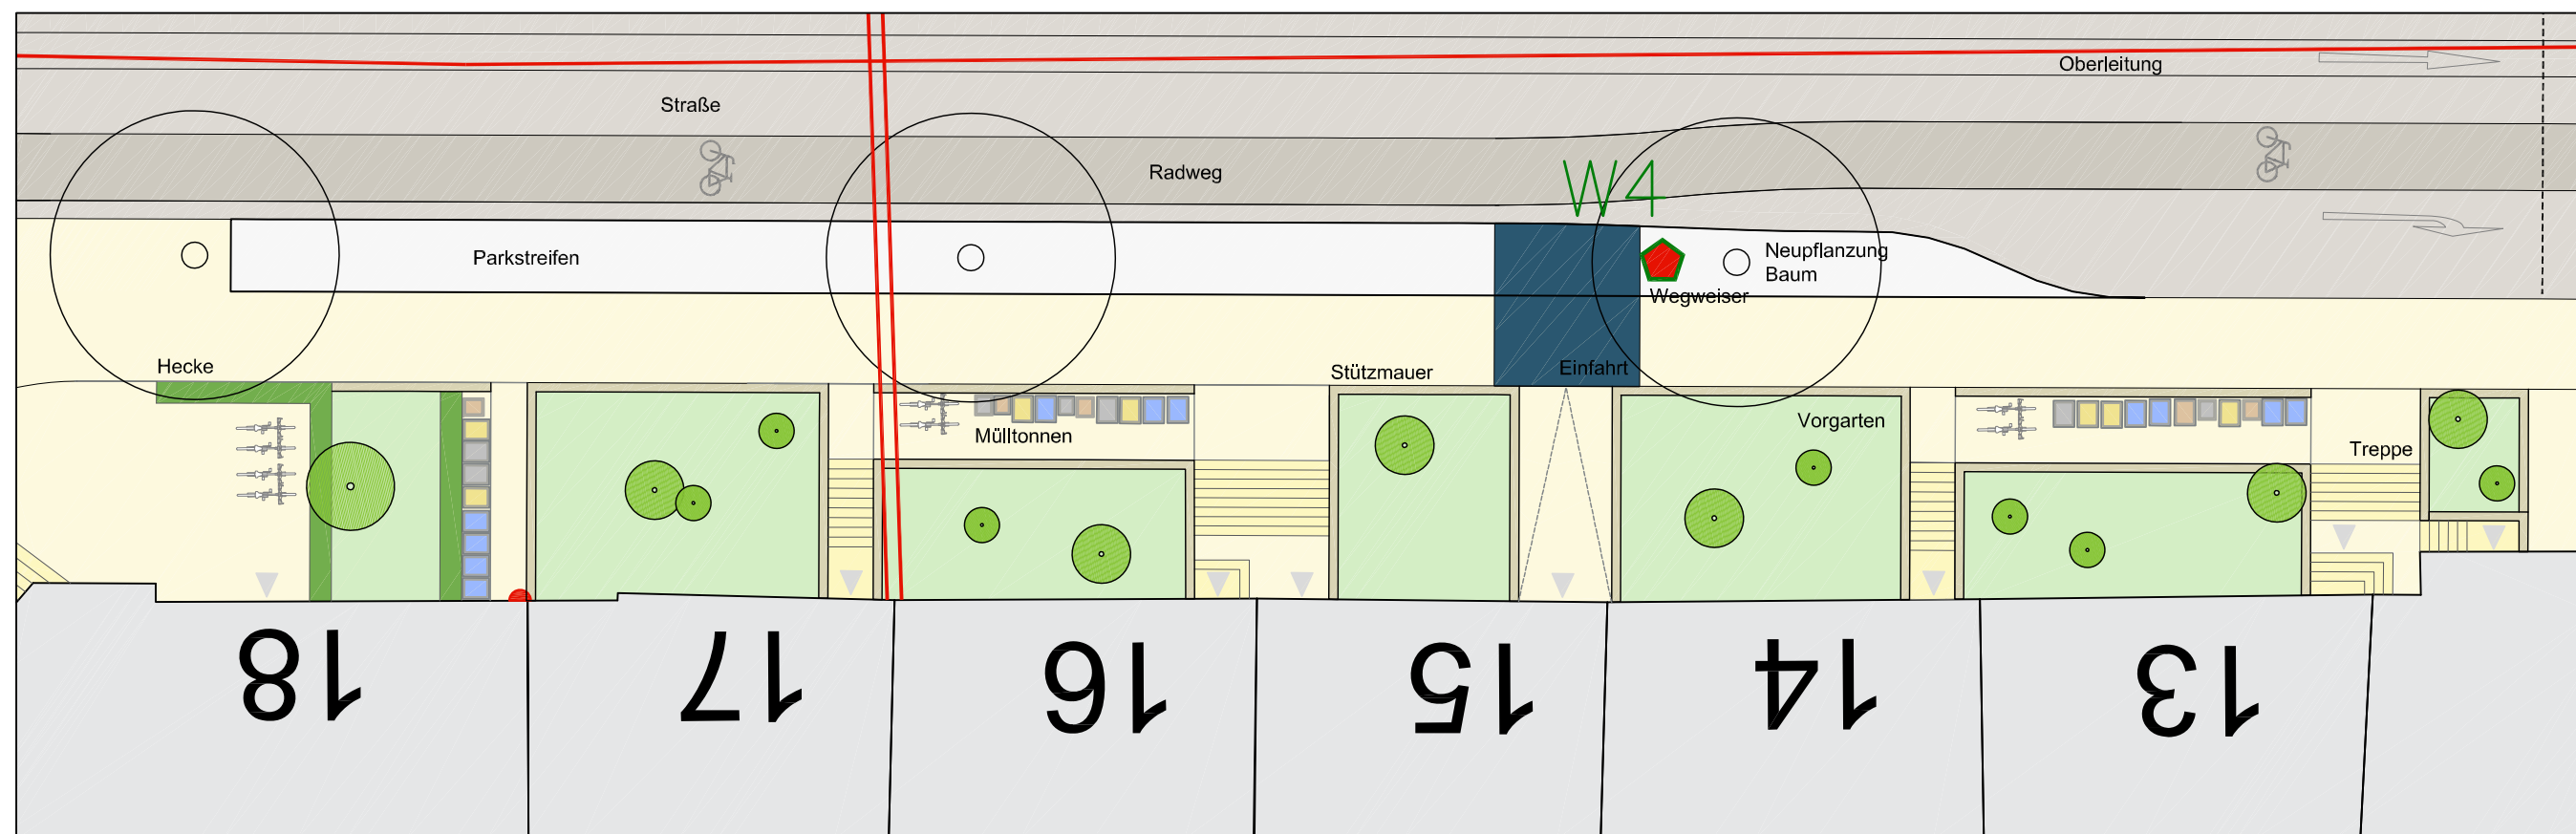 Oberleitung
Straße
Radweg
W4
Parkstreifen
Neupflanzung
Baum
Wegweiser
Hecke
Stützmauer
Einfahrt
Mülltonnen
Vorgarten
Treppe
18
17
16
15
14
13